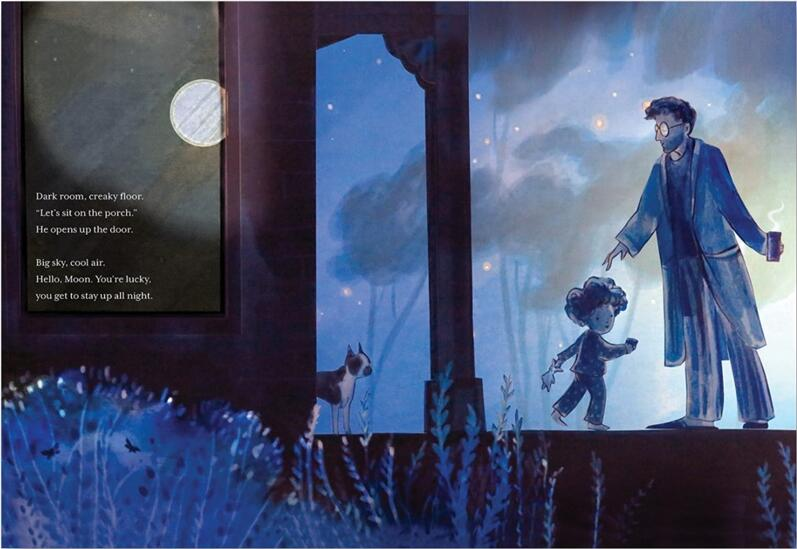 Dark room, creaky floor.
“Let’s sit on the porch.”
He opens up the door.
Big sky, cool air.
Hello, Moon. You’re lucky,
you get to stay up all night.